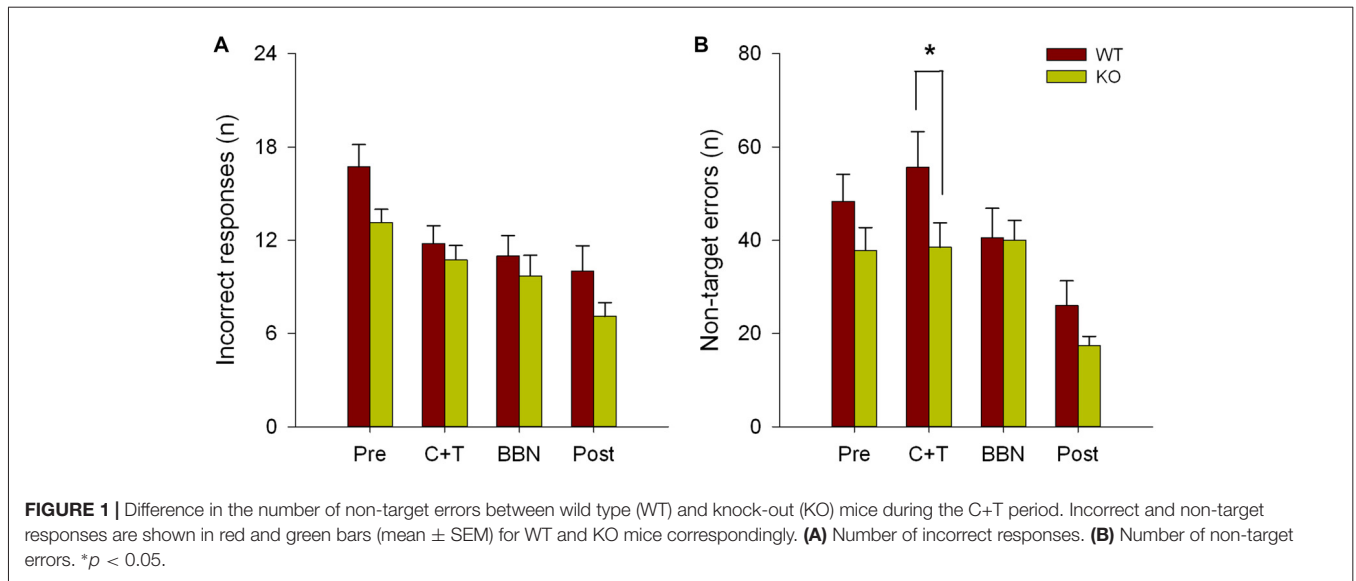 A
24
18
12
6
0
Incorrect responses (n)
Pre C+T BBN Post
B
80
60
40
20
0
Non-target errors (n)
*
WT
KO
Pre C+T BBN Post
FIGURE 1 | Difference in the number of non-target errors between wild type (WT) and knock-out (KO) mice during the C+T period. Incorrect and non-target
responses are shown in red and green bars (mean ± SEM) for WT and KO mice correspondingly. (A) Number of incorrect responses. (B) Number of non-target
errors. *p < 0.05.